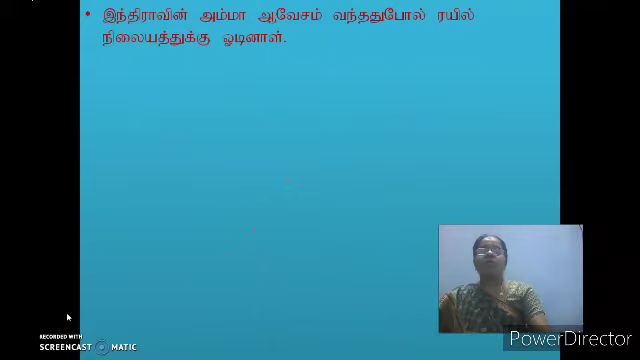 • இந்திராவின் அம்மா ஆவேசம் வந்ததுபோல் ரயில்
நிலையத்துக்கு ஓடினாள்.
RECORDED WITH
SCREENCAST MATIC
PowerDirector